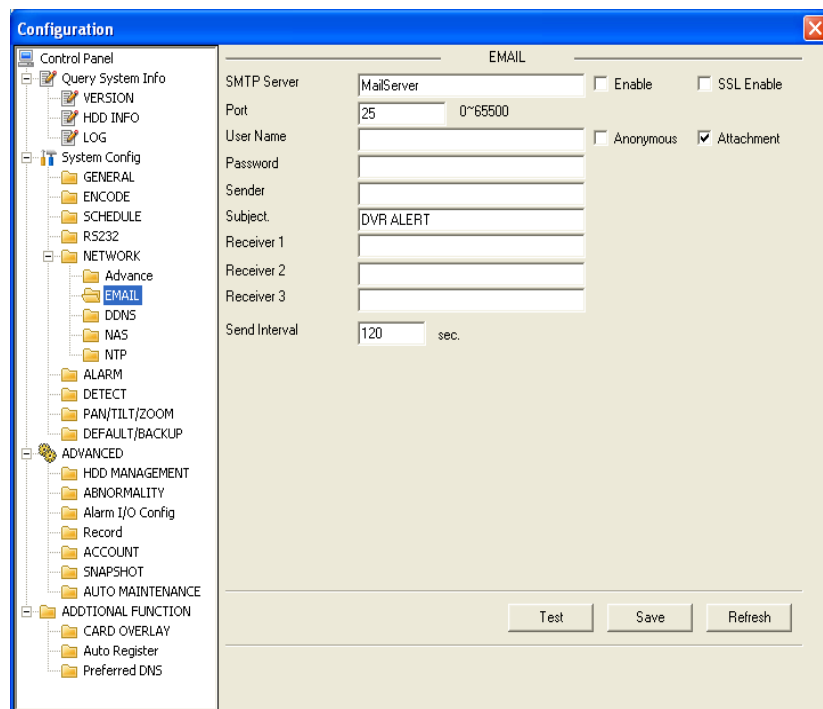 Configuration
Control Panel
Query System Info
VERSION
HDD INFO
LOG
System Config
GENERAL
ENCODE
SCHEDULE
RS232
NETWORK
Advance
EMAIL
DDNS
NAS
NTP
ALARM
DETECT
PAN/TILT/ZOOM
DEFAULT/BACKUP
ADVANCED
HDD MANAGEMENT
ABNORMALITY
Alarm I/O Config
Record
ACCOUNT
SNAPSHOT
AUTO MAINTENANCE
ADDTIONAL FUNCTION
CARD OVERLAY
Auto Register
Preferred DNS
EMAIL
SMTP Server MailServer Enable SSL Enable
Port 25 0~65500
User Name Anonymous Attachment
Password
Sender
Subject. DVR ALERT
Receiver 1
Receiver 2
Receiver 3
Send Interval 120 sec.
Test Save Refresh